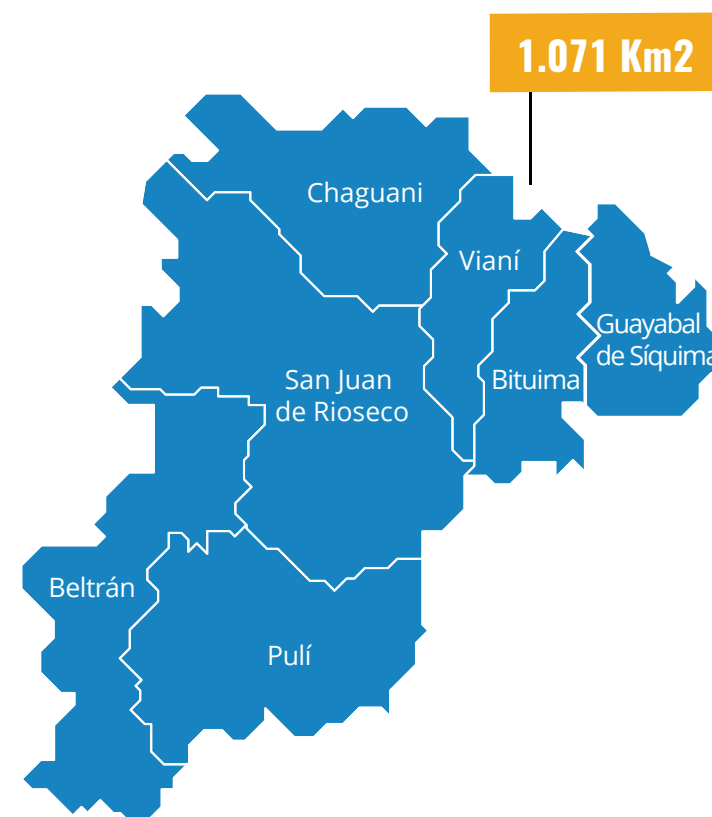 1.071 Km2
Chaguani
Vianí
Guayabal
de Síquima
San Juan
de Rioseco
Bituima
Beltrán
Pulí